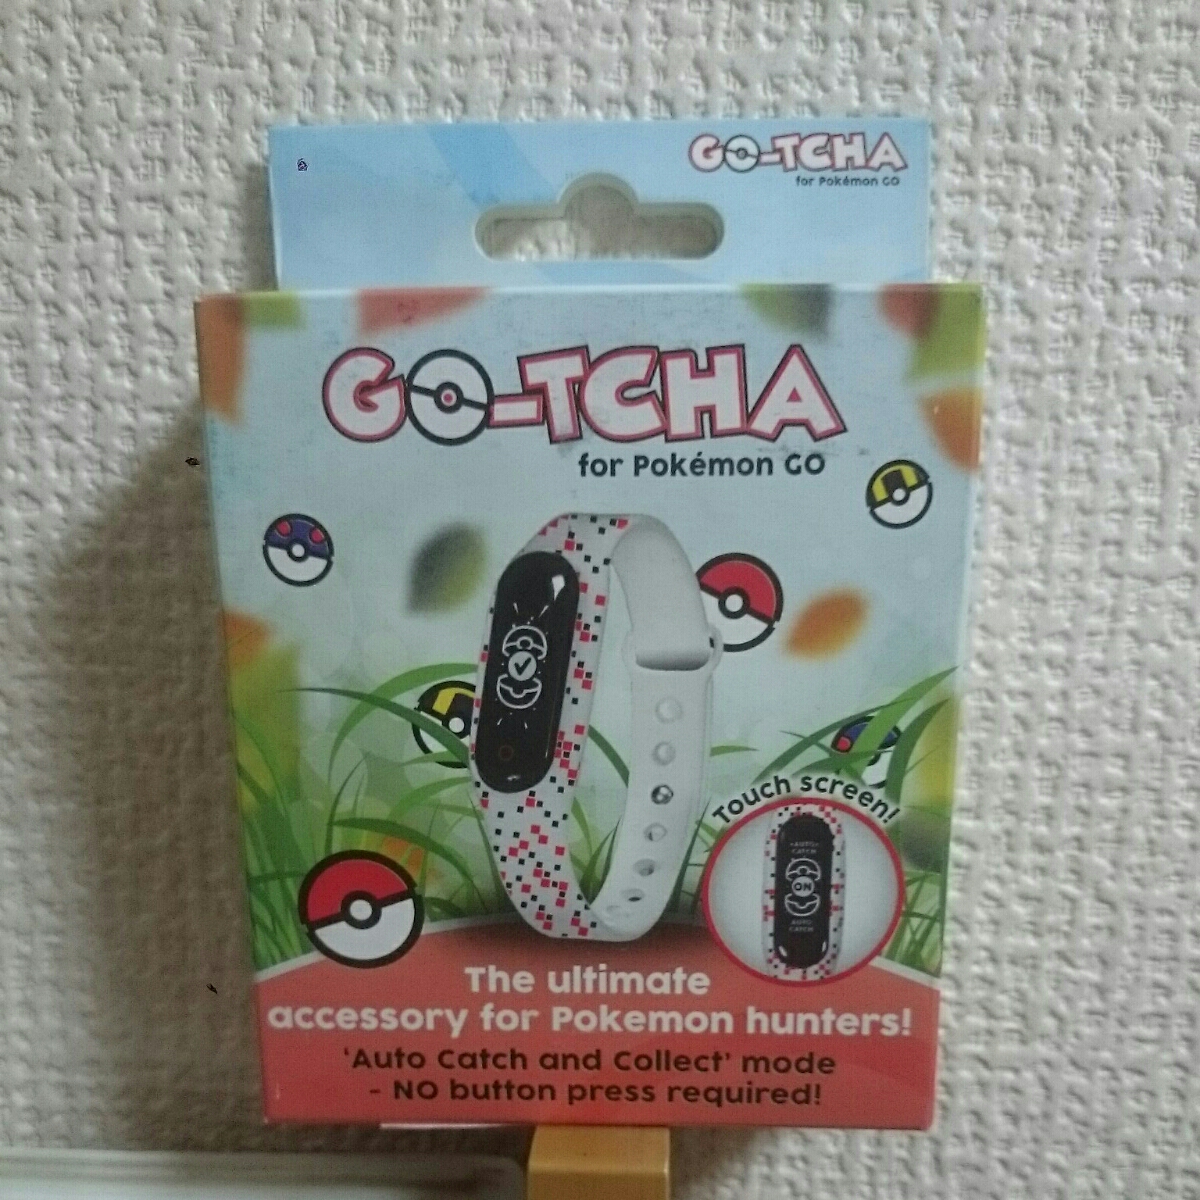 GO-TCHA
for Pokémon GO
GO-TCHA
for Pokémon GO
Touch screen!
AUTO
CATCH
ON
AUTO
CATCH
The ultimate
accessory for Pokemon hunters!
'Auto Catch and Collect' mode
- NO button press required!